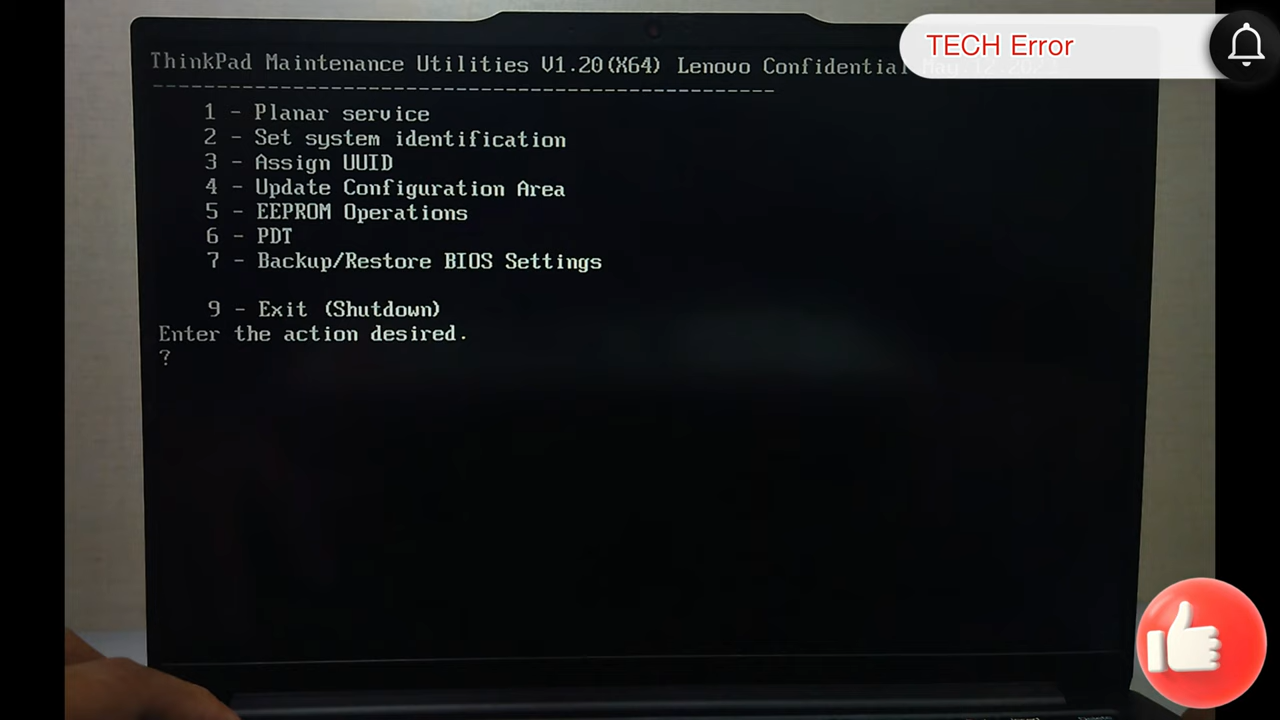 TECH Error
ThinkPad Maintenance Utilities V1.20(X64) Lenovo Confidential
------------------------------------------------------
1 - Planar service
2 - Set system identification
3 - Assign UUID
4 - Update Configuration Area
5 - EEPROM Operations
6 - PDT
7 - Backup/Restore BIOS Settings
9 - Exit (Shutdown)
Enter the action desired.
?